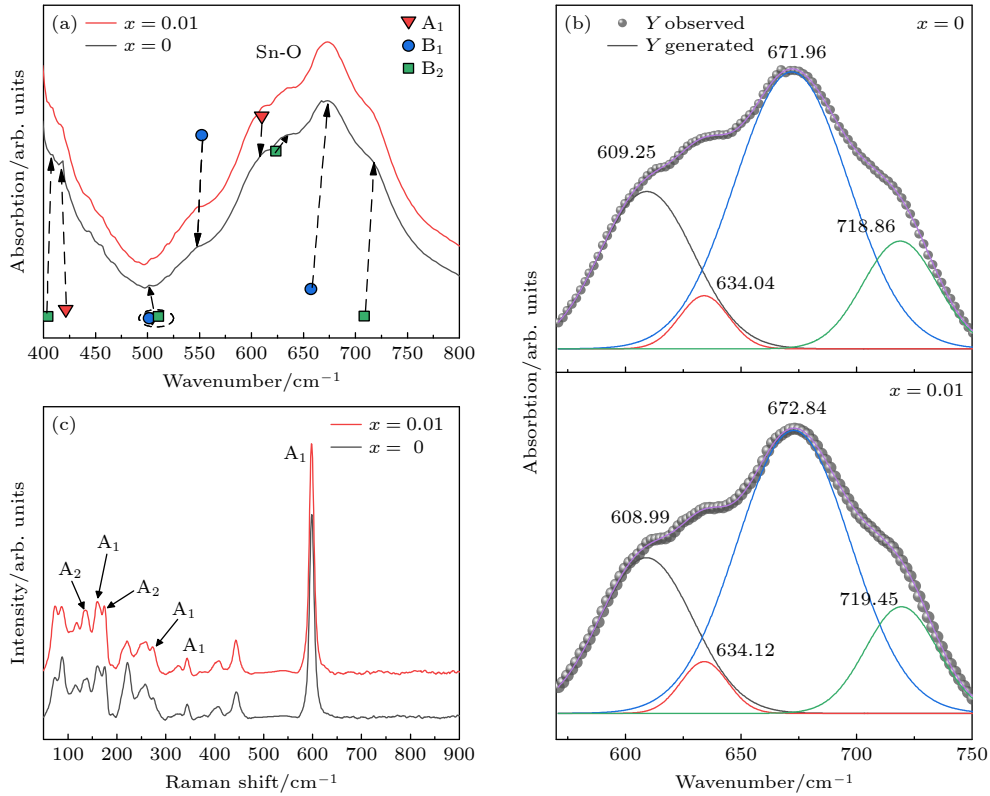 (a)
x = 0.01
x = 0
A₁
B₁
B₂
Sn-O
Absorbtion/arb. units
400 450 500 550 600 650 700 750 800
Wavenumber/cm⁻¹
(b)
Y observed
Y generated
x = 0
671.96
609.25
718.86
634.04
x = 0.01
672.84
608.99
719.45
634.12
Absorbtion/arb. units
600 650 700 750
Wavenumber/cm⁻¹
(c)
x = 0.01
x = 0
A₁
A₁
A₂
A₂
A₁
A₁
Intensity/arb. units
100 200 300 400 500 600 700 800 900
Raman shift/cm⁻¹